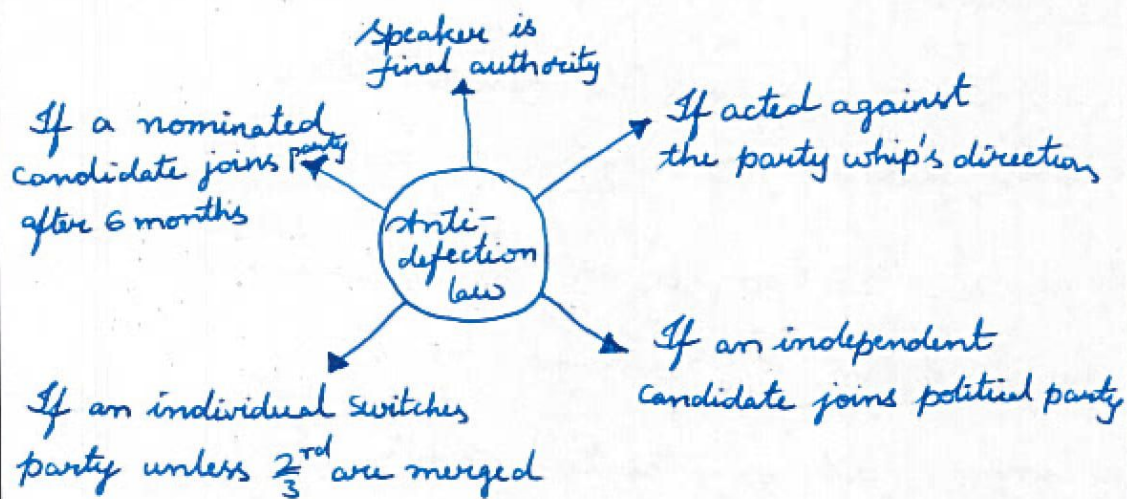 Speaker is
final authority
If a nominated
candidate joins party
after 6 months
If acted against
the party whip's direction
Anti-
defection
law
If an individual switches
party unless 2/3 rd are merged
If an independent
candidate joins political party